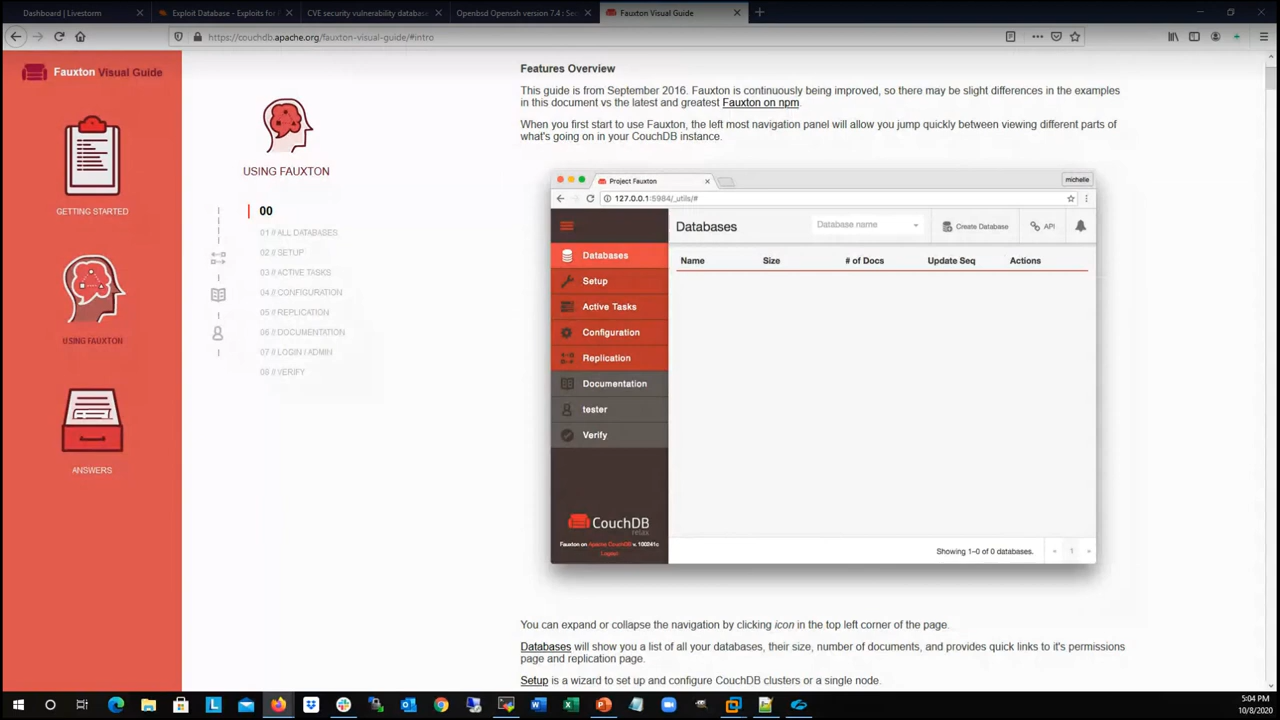 Dashboard | Livestorm
Exploit Database - Exploits for
CVE security vulnerability database
Openbsd Openssh version 7.4 : Sec
Fauxton Visual Guide
https://couchdb.apache.org/fauxton-visual-guide/#intro
Fauxton Visual Guide
GETTING STARTED
USING FAUXTON
ANSWERS
USING FAUXTON
00
01 // ALL DATABASES
02 // SETUP
03 // ACTIVE TASKS
04 // CONFIGURATION
05 // REPLICATION
06 // DOCUMENTATION
07 // LOGIN / ADMIN
08 // VERIFY
Features Overview
This guide is from September 2016. Fauxton is continuously being improved, so there may be slight differences in the examples
in this document vs the latest and greatest Fauxton on npm.
When you first start to use Fauxton, the left most navigation panel will allow you jump quickly between viewing different parts of
what's going on in your CouchDB instance.
Project Fauxton
michelle
127.0.0.1:5984/_utils/#
Databases
Database name
Create Database
API
Databases
Setup
Active Tasks
Configuration
Replication
Documentation
tester
Verify
Name Size # of Docs Update Seq Actions
CouchDB
relax
Fauxton on Apache CouchDB v. 100241c
Logout
Showing 1–0 of 0 databases.
« 1 »
You can expand or collapse the navigation by clicking icon in the top left corner of the page.
Databases will show you a list of all your databases, their size, number of documents, and provides quick links to it's permissions
page and replication page.
Setup is a wizard to set up and configure CouchDB clusters or a single node.
5:04 PM
10/8/2020